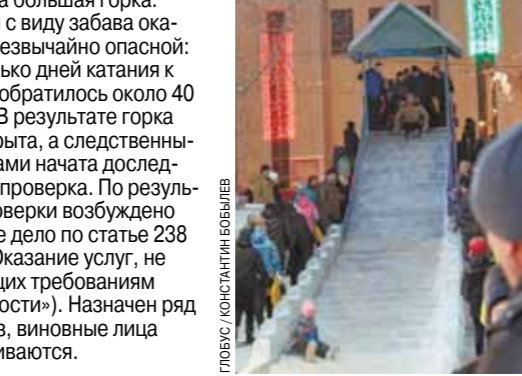 а большая горка.
с виду забава ока-
езвычайно опасной:
ько дней катания к
обратилось около 40
В результате горка
рыта, а следственны-
ами начата дослед-
проверка. По резуль-
оверки возбуждено
е дело по статье 238
Оказание услуг, не
щих требованиям
ости»). Назначен ряд
з, виновные лица
иваются.
ГЛОБУС / КОНСТАНТИН БОБЫЛЕВ